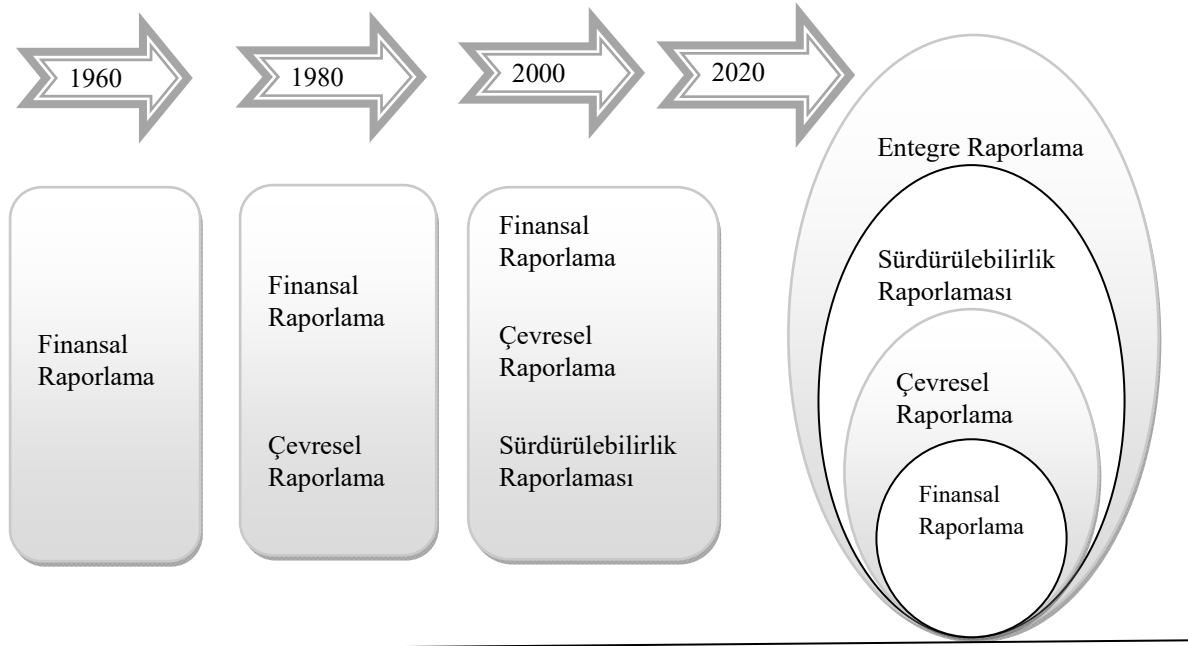 1960
1980
2000
2020
Finansal
Raporlama
Finansal
Raporlama
Çevresel
Raporlama
Finansal
Raporlama
Çevresel
Raporlama
Sürdürülebilirlik
Raporlaması
Entegre Raporlama
Sürdürülebilirlik
Raporlaması
Çevresel
Raporlama
Finansal
Raporlama